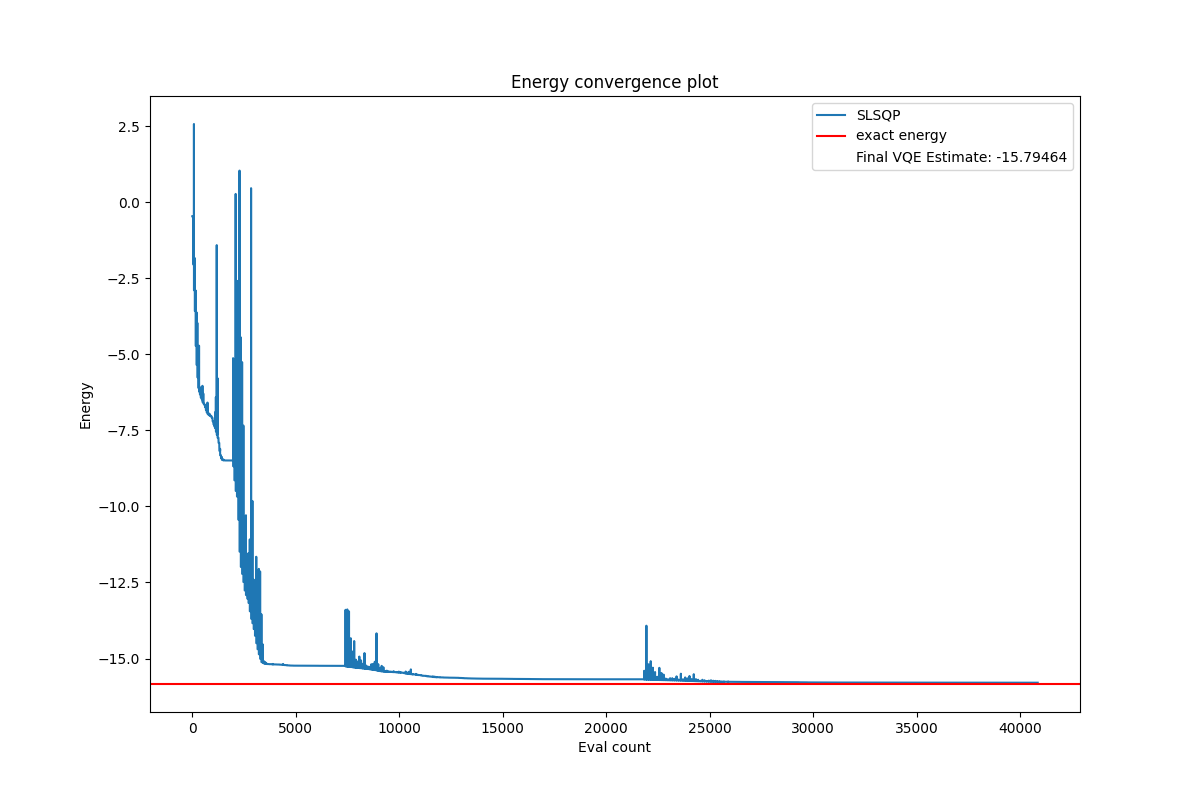 Energy convergence plot
SLSQP
exact energy
Final VQE Estimate: -15.79464
2.5
0.0
−2.5
−5.0
−7.5
−10.0
−12.5
−15.0
Energy
0 5000 10000 15000 20000 25000 30000 35000 40000
Eval count